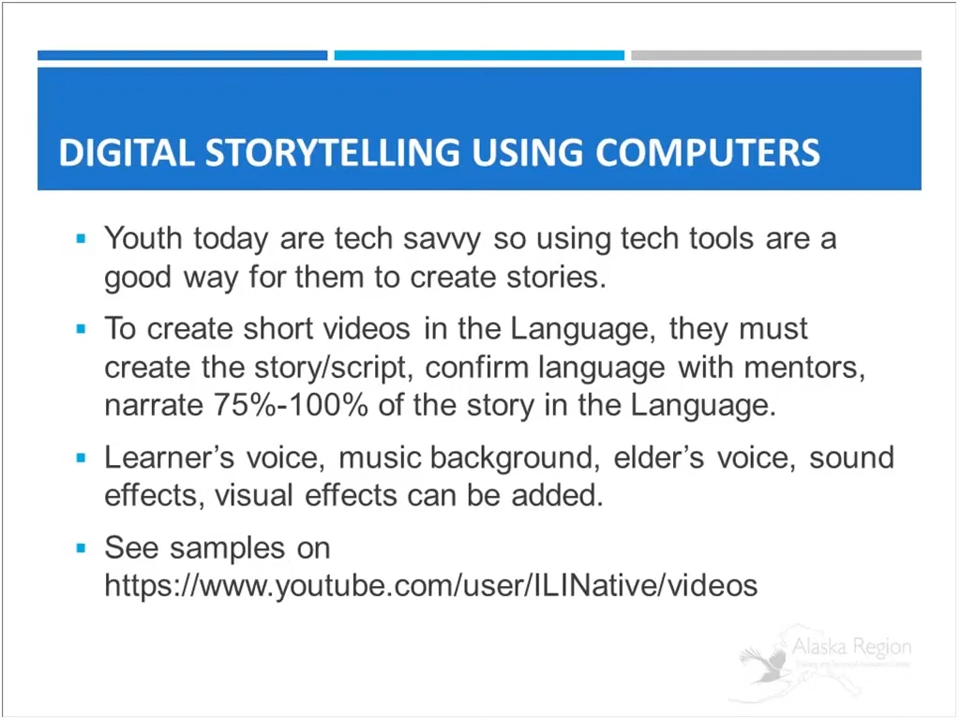 DIGITAL STORYTELLING USING COMPUTERS
Youth today are tech savvy so using tech tools are a
good way for them to create stories.
To create short videos in the Language, they must
create the story/script, confirm language with mentors,
narrate 75%-100% of the story in the Language.
Learner's voice, music background, elder's voice, sound
effects, visual effects can be added.
See samples on
https://www.youtube.com/user/ILINative/videos
Alaska Region